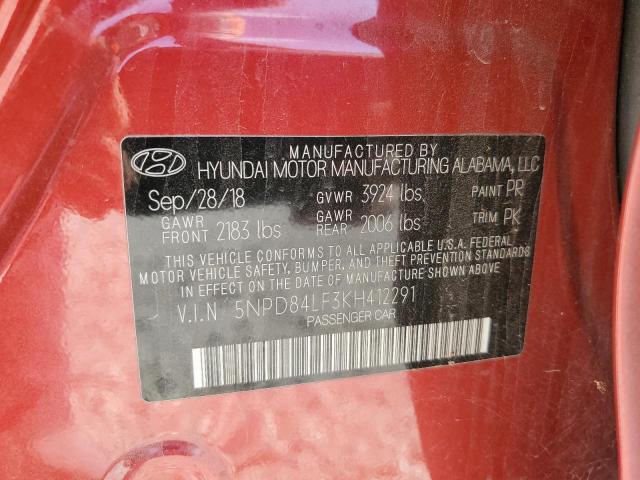 MANUFACTURED BY
HYUNDAI MOTOR MANUFACTURING ALABAMA, LLC
Sep/28/18 GVWR 3924 lbs. PAINT PR
GAWR FRONT 2183 lbs GAWR REAR 2006 lbs TRIM PK
THIS VEHICLE CONFORMS TO ALL APPLICABLE U.S.A. FEDERAL
MOTOR VEHICLE SAFETY, BUMPER, AND THEFT PREVENTION STANDARDS
IN EFFECT ON THE DATE OF MANUFACTURE SHOWN ABOVE
V.I.N 5NPD84LF3KH412291
PASSENGER CAR